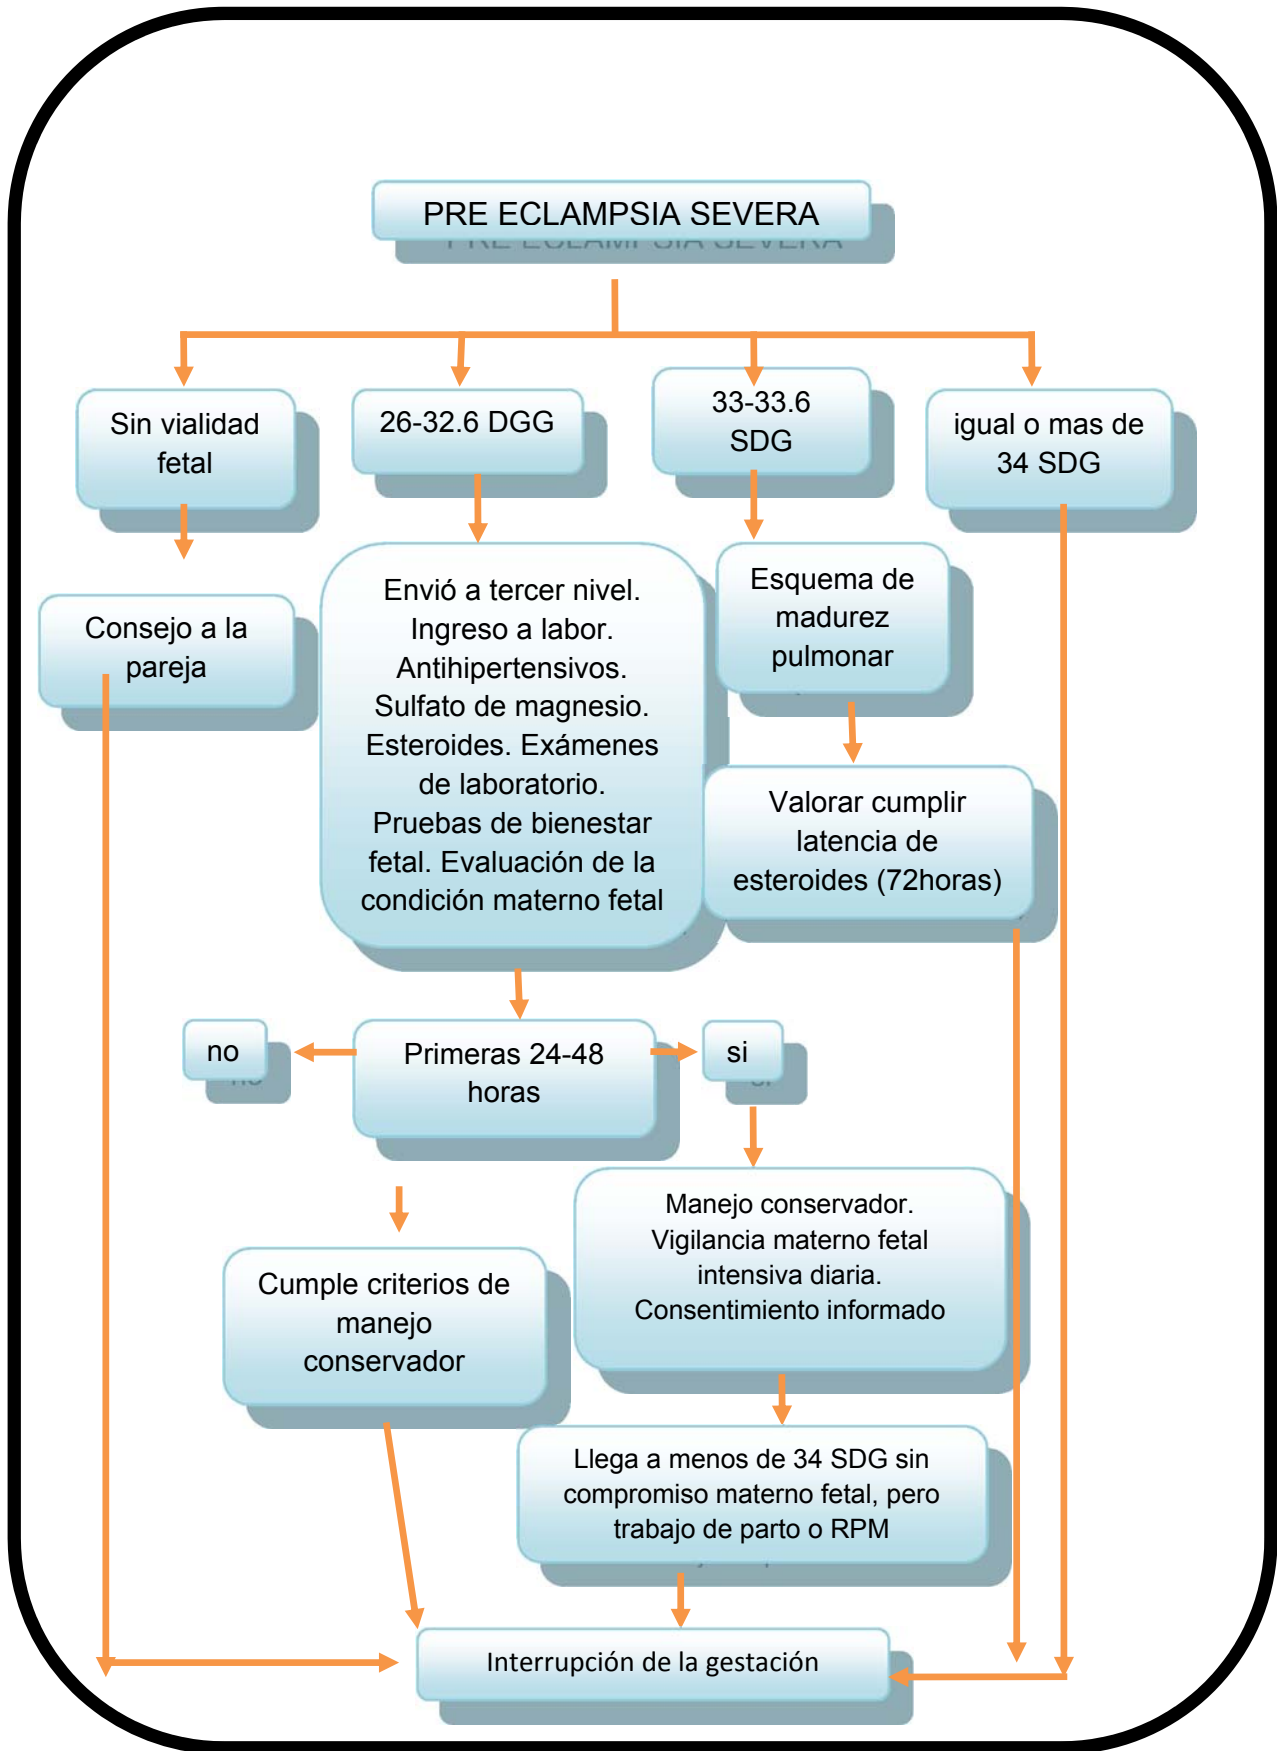 PRE ECLAMPSIA SEVERA
Sin vialidad
fetal
26-32.6 DGG
33-33.6
SDG
igual o mas de
34 SDG
Consejo a la
pareja
Envió a tercer nivel.
Ingreso a labor.
Antihipertensivos.
Sulfato de magnesio.
Esteroides. Exámenes
de laboratorio.
Pruebas de bienestar
fetal. Evaluación de la
condición materno fetal
Esquema de
madurez
pulmonar
Valorar cumplir
latencia de
esteroides (72horas)
no
Primeras 24-48
horas
si
Cumple criterios de
manejo
conservador
Manejo conservador.
Vigilancia materno fetal
intensiva diaria.
Consentimiento informado
Llega a menos de 34 SDG sin
compromiso materno fetal, pero
trabajo de parto o RPM
Interrupción de la gestación